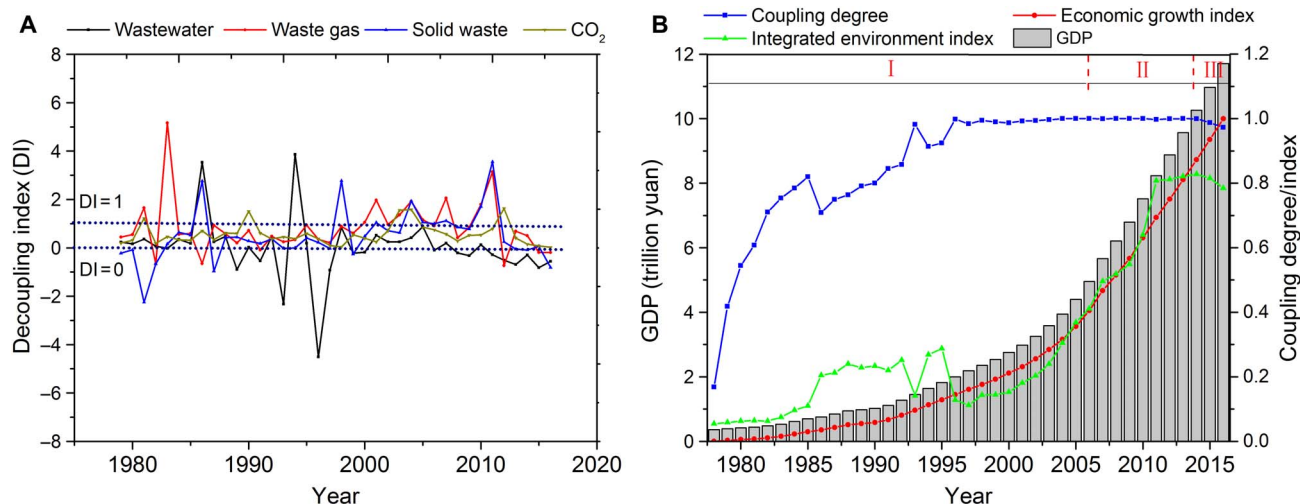 A
Wastewater Waste gas Solid waste CO₂
8
6
4
2
0
−2
−4
−6
−8
Decoupling index (DI)
DI=1
DI=0
1980 1990 2000 2010 2020
Year
B
Coupling degree Economic growth index
Integrated environment index GDP
12
10
8
6
4
2
0
GDP (trillion yuan)
I II III
1.2
1.0
0.8
0.6
0.4
0.2
0.0
Coupling degree/index
1980 1985 1990 1995 2000 2005 2010 2015
Year